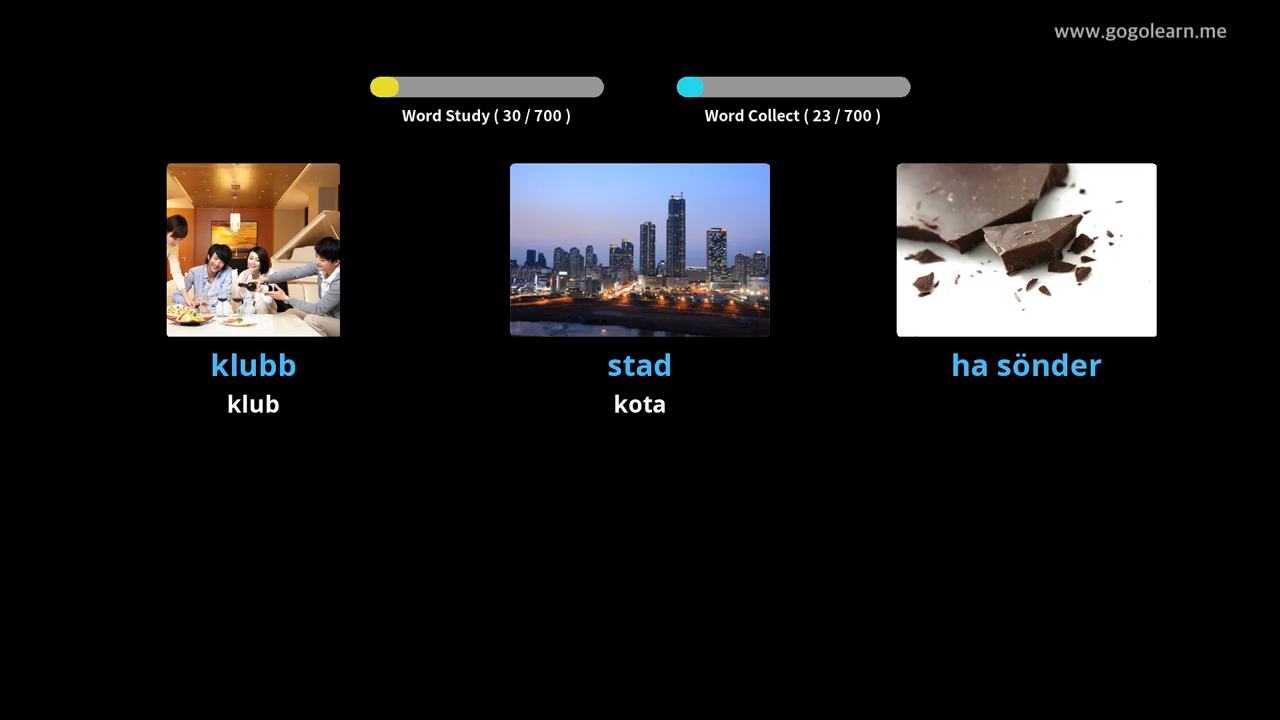 www.gogolearn.me
Word Study ( 30 / 700 )
Word Collect ( 23 / 700 )
klubb
klub
stad
kota
ha sönder